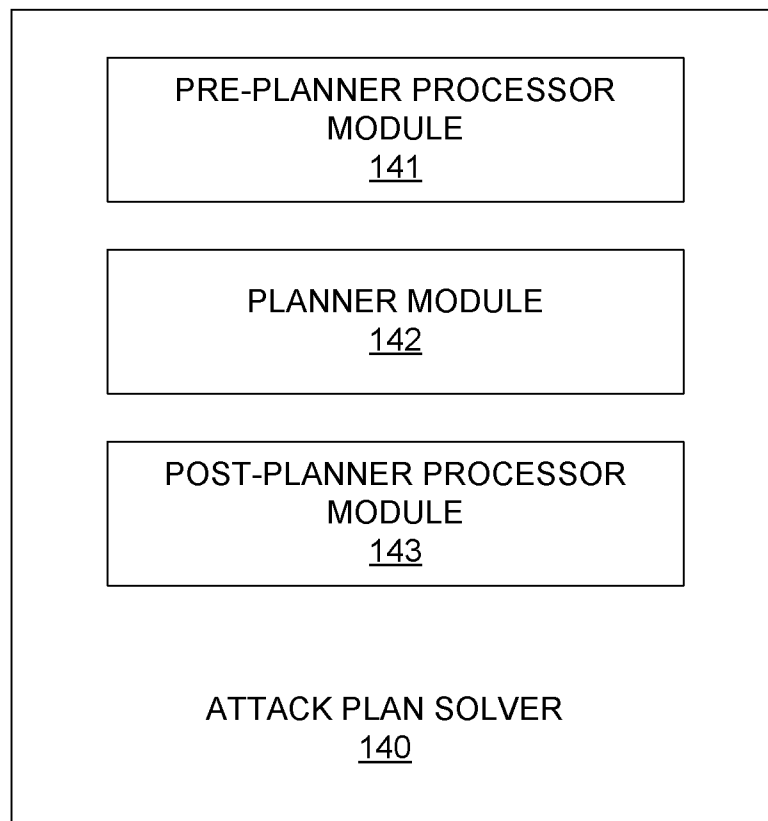 PRE-PLANNER PROCESSOR
MODULE
141
PLANNER MODULE
142
POST-PLANNER PROCESSOR
MODULE
143
ATTACK PLAN SOLVER
140